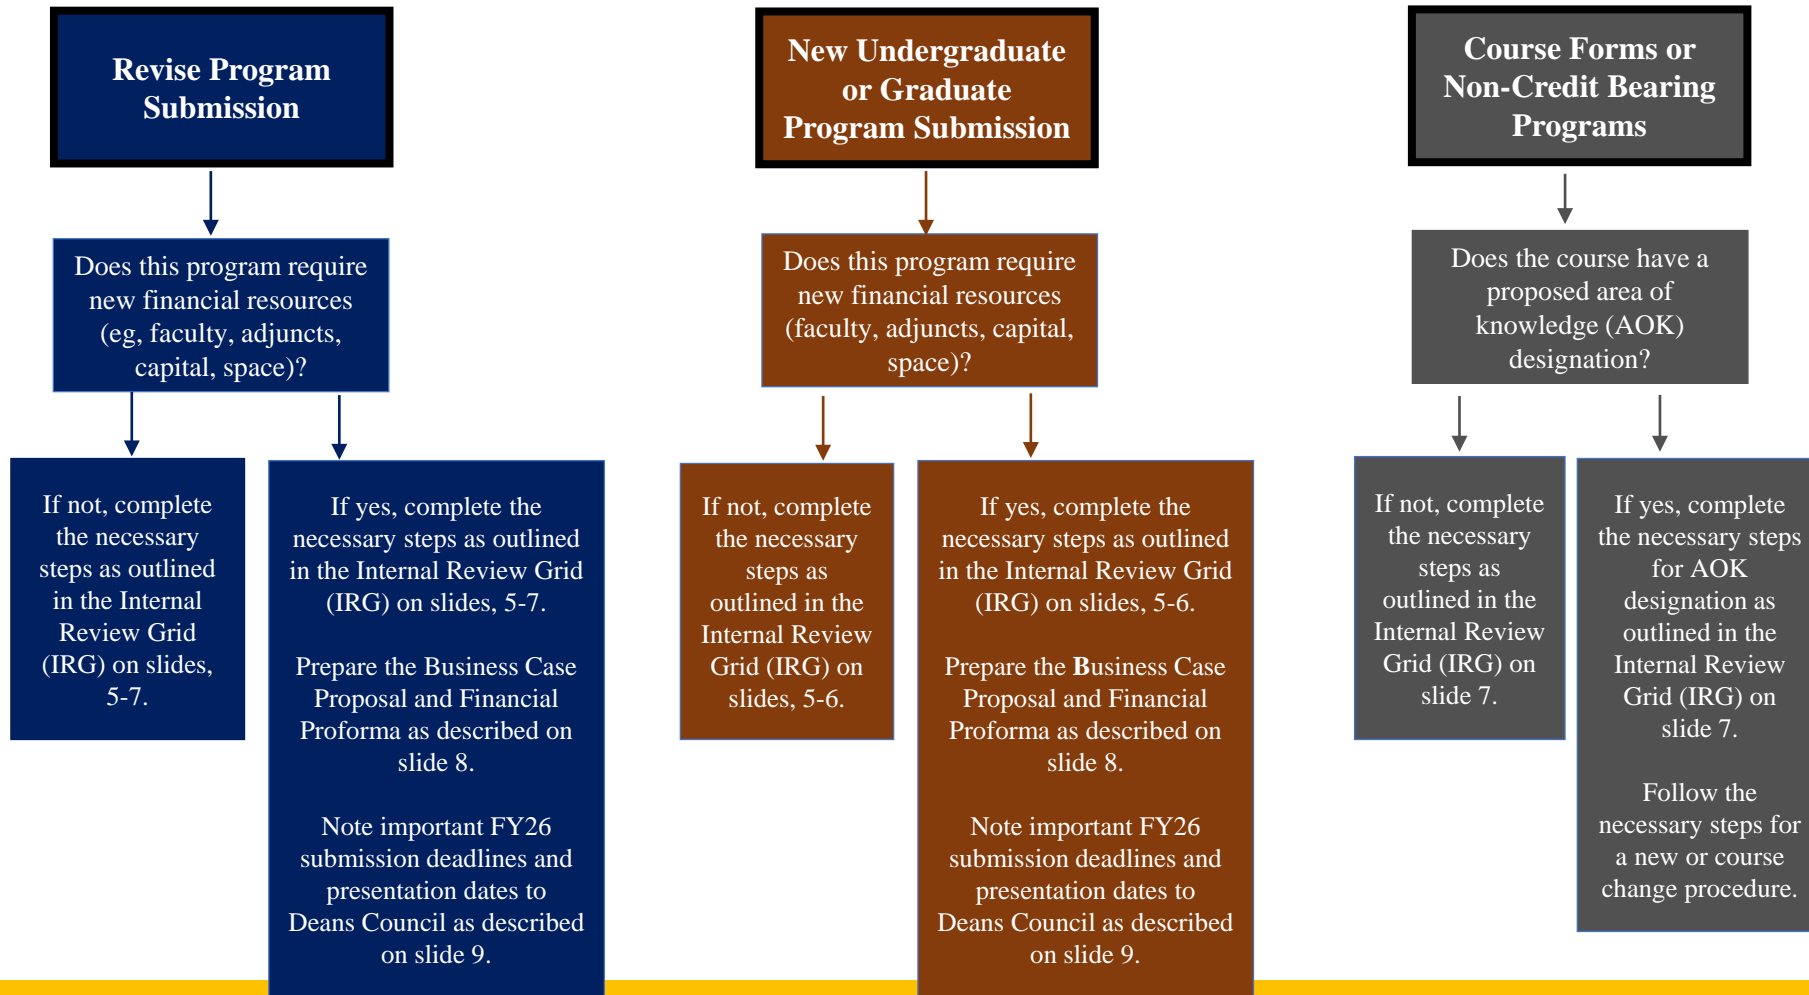 Revise Program
Submission
Does this program require
new financial resources
(eg, faculty, adjuncts,
capital, space)?
If not, complete
the necessary
steps as outlined
in the Internal
Review Grid
(IRG) on slides,
5-7.
If yes, complete the
necessary steps as outlined
in the Internal Review Grid
(IRG) on slides, 5-7.
Prepare the Business Case
Proposal and Financial
Proforma as described on
slide 8.
Note important FY26
submission deadlines and
presentation dates to
Deans Council as described
on slide 9.
New Undergraduate
or Graduate
Program Submission
Does this program require
new financial resources
(faculty, adjuncts, capital,
space)?
If not, complete
the necessary
steps as
outlined in the
Internal Review
Grid (IRG) on
slides, 5-6.
If yes, complete the
necessary steps as outlined
in the Internal Review Grid
(IRG) on slides, 5-6.
Prepare the Business Case
Proposal and Financial
Proforma as described on
slide 8.
Note important FY26
submission deadlines and
presentation dates to
Deans Council as described
on slide 9.
Course Forms or
Non-Credit Bearing
Programs
Does the course have a
proposed area of
knowledge (AOK)
designation?
If not, complete
the necessary
steps as
outlined in the
Internal Review
Grid (IRG) on
slide 7.
If yes, complete
the necessary steps
for AOK
designation as
outlined in the
Internal Review
Grid (IRG) on
slide 7.
Follow the
necessary steps for
a new or course
change procedure.